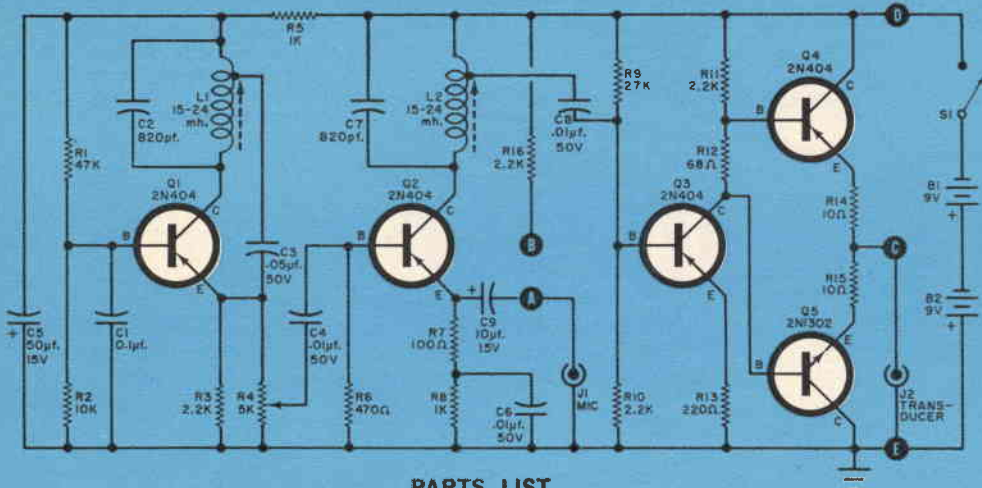 R5
1K
L1
15-24
mh.
C2
820pf.
R1
47K
Q1
2N404
B
C
E
C3
.05µf.
50V
C5
50µf.
15V
C1
0.1µf.
R2
10K
R3
2.2K
R4
5K
C4
.01µf.
50V
L2
15-24
mh.
C7
820pf.
Q2
2N404
B
C
E
R6
470Ω
R7
100Ω
R8
1K
C9
10µf.
15V
C6
.01µf.
50V
R16
2.2K
B
A
J1
MIC
C8
.01µf.
50V
R9
27K
R10
2.2K
Q3
2N404
B
C
E
R11
2.2K
R12
68Ω
R13
220Ω
Q4
2N404
B
C
E
R14
10Ω
R15
10Ω
Q5
2N1302
B
E
C
D
G
E
J2
TRANS-
DUCER
S1
B1
9V
+
B2
9V
+
PARTS LIST